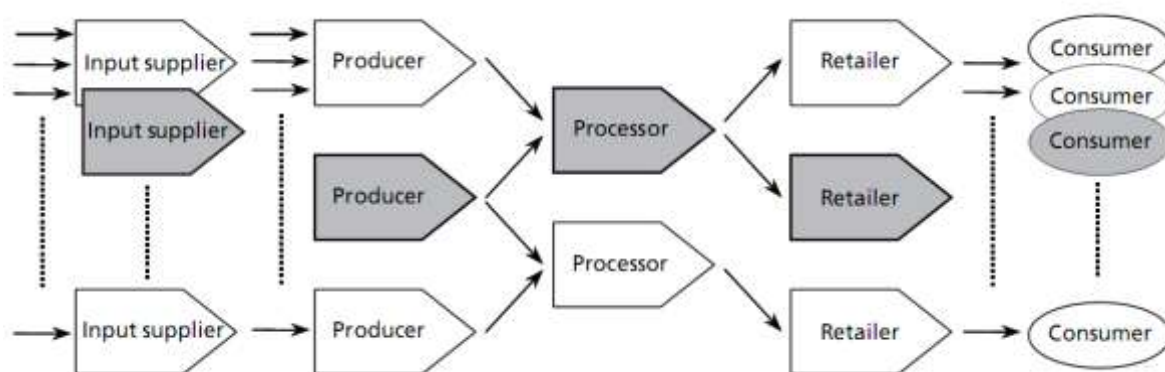 Input supplier
Producer
Retailer
Consumer
Consumer
Input supplier
Processor
Consumer
Producer
Retailer
Processor
Input supplier
Producer
Retailer
Consumer